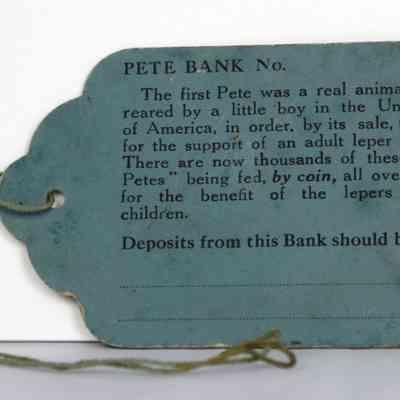 PETE BANK No.
The first Pete was a real anima
reared by a little boy in the Un
of America, in order, by its sale,
for the support of an adult leper
There are now thousands of these
Petes" being fed, by coin, all ove
for the benefit of the lepers
children.
Deposits from this Bank should b